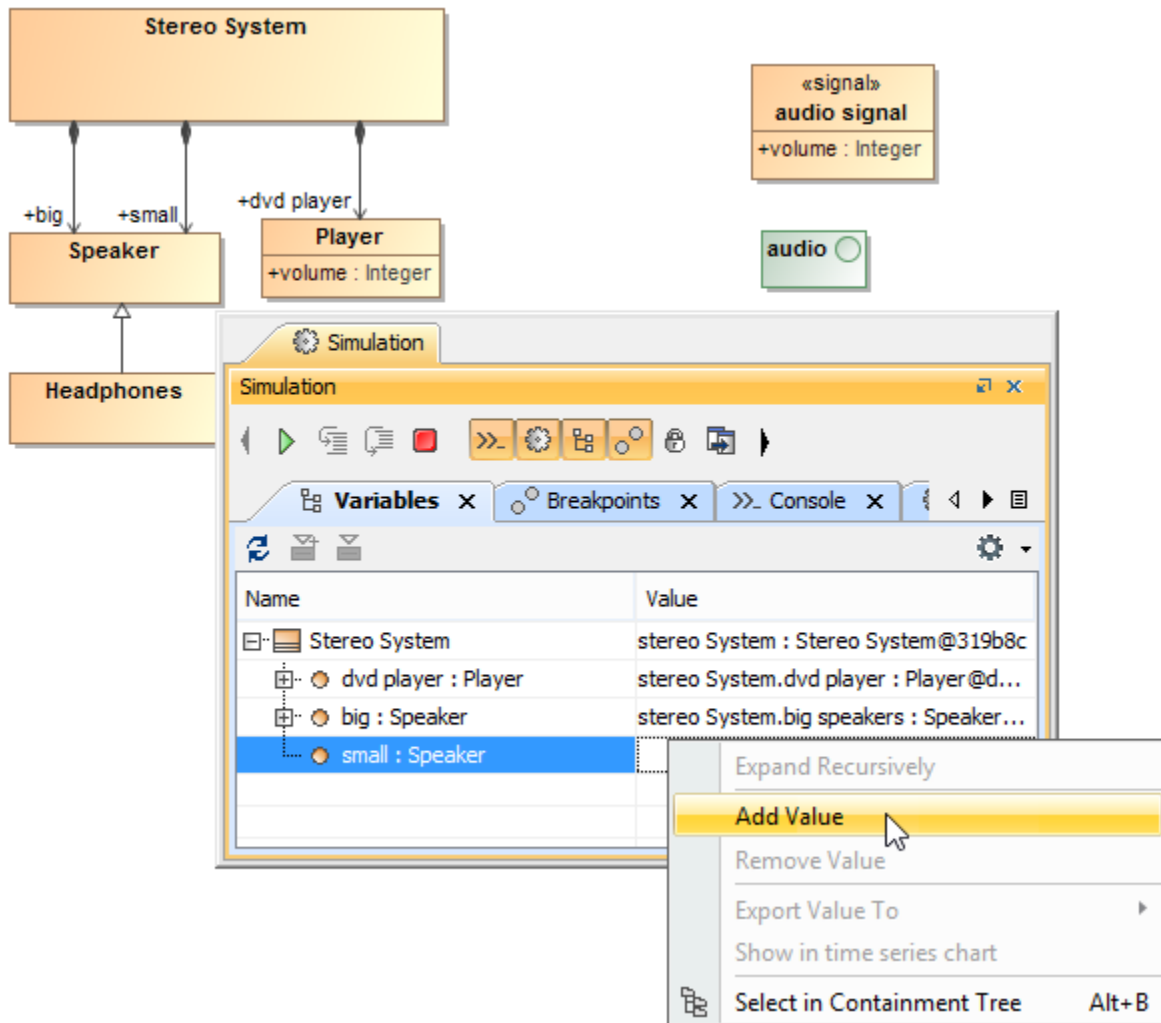 Stereo System
«signal»
audio signal
+volume : Integer
+big
+small
+dvd player
Speaker
Player
+volume : Integer
audio
Headphones
Simulation
Simulation
Variables
Breakpoints
>>_ Console
Name Value
Stereo System stereo System : Stereo System@319b8c
dvd player : Player stereo System.dvd player : Player@d...
big : Speaker stereo System.big speakers : Speaker...
small : Speaker
Expand Recursively
Add Value
Remove Value
Export Value To
Show in time series chart
Select in Containment Tree Alt+B